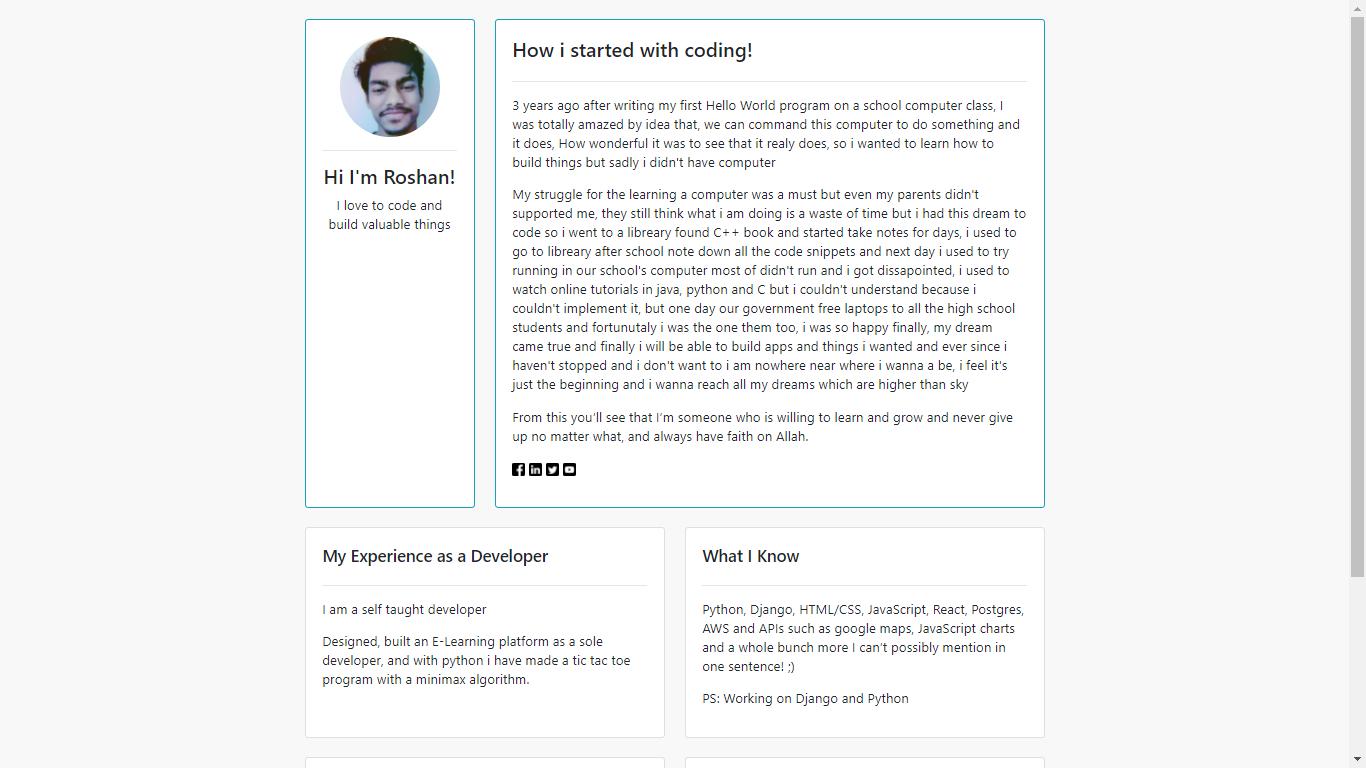 Hi I'm Roshan!
I love to code and
build valuable things
How i started with coding!
3 years ago after writing my first Hello World program on a school computer class, I
was totally amazed by idea that, we can command this computer to do something and
it does, How wonderful it was to see that it realy does, so i wanted to learn how to
build things but sadly i didn't have computer
My struggle for the learning a computer was a must but even my parents didn't
supported me, they still think what i am doing is a waste of time but i had this dream to
code so i went to a libreary found C++ book and started take notes for days, i used to
go to libreary after school note down all the code snippets and next day i used to try
running in our school's computer most of didn't run and i got dissapointed, i used to
watch online tutorials in java, python and C but i couldn't understand because i
couldn't implement it, but one day our government free laptops to all the high school
students and fortunutaly i was the one them too, i was so happy finally, my dream
came true and finally i will be able to build apps and things i wanted and ever since i
haven't stopped and i don't want to i am nowhere near where i wanna a be, i feel it's
just the beginning and i wanna reach all my dreams which are higher than sky
From this you'll see that I'm someone who is willing to learn and grow and never give
up no matter what, and always have faith on Allah.
My Experience as a Developer
I am a self taught developer
Designed, built an E-Learning platform as a sole
developer, and with python i have made a tic tac toe
program with a minimax algorithm.
What I Know
Python, Django, HTML/CSS, JavaScript, React, Postgres,
AWS and APIs such as google maps, JavaScript charts
and a whole bunch more I can't possibly mention in
one sentence! ;)
PS: Working on Django and Python